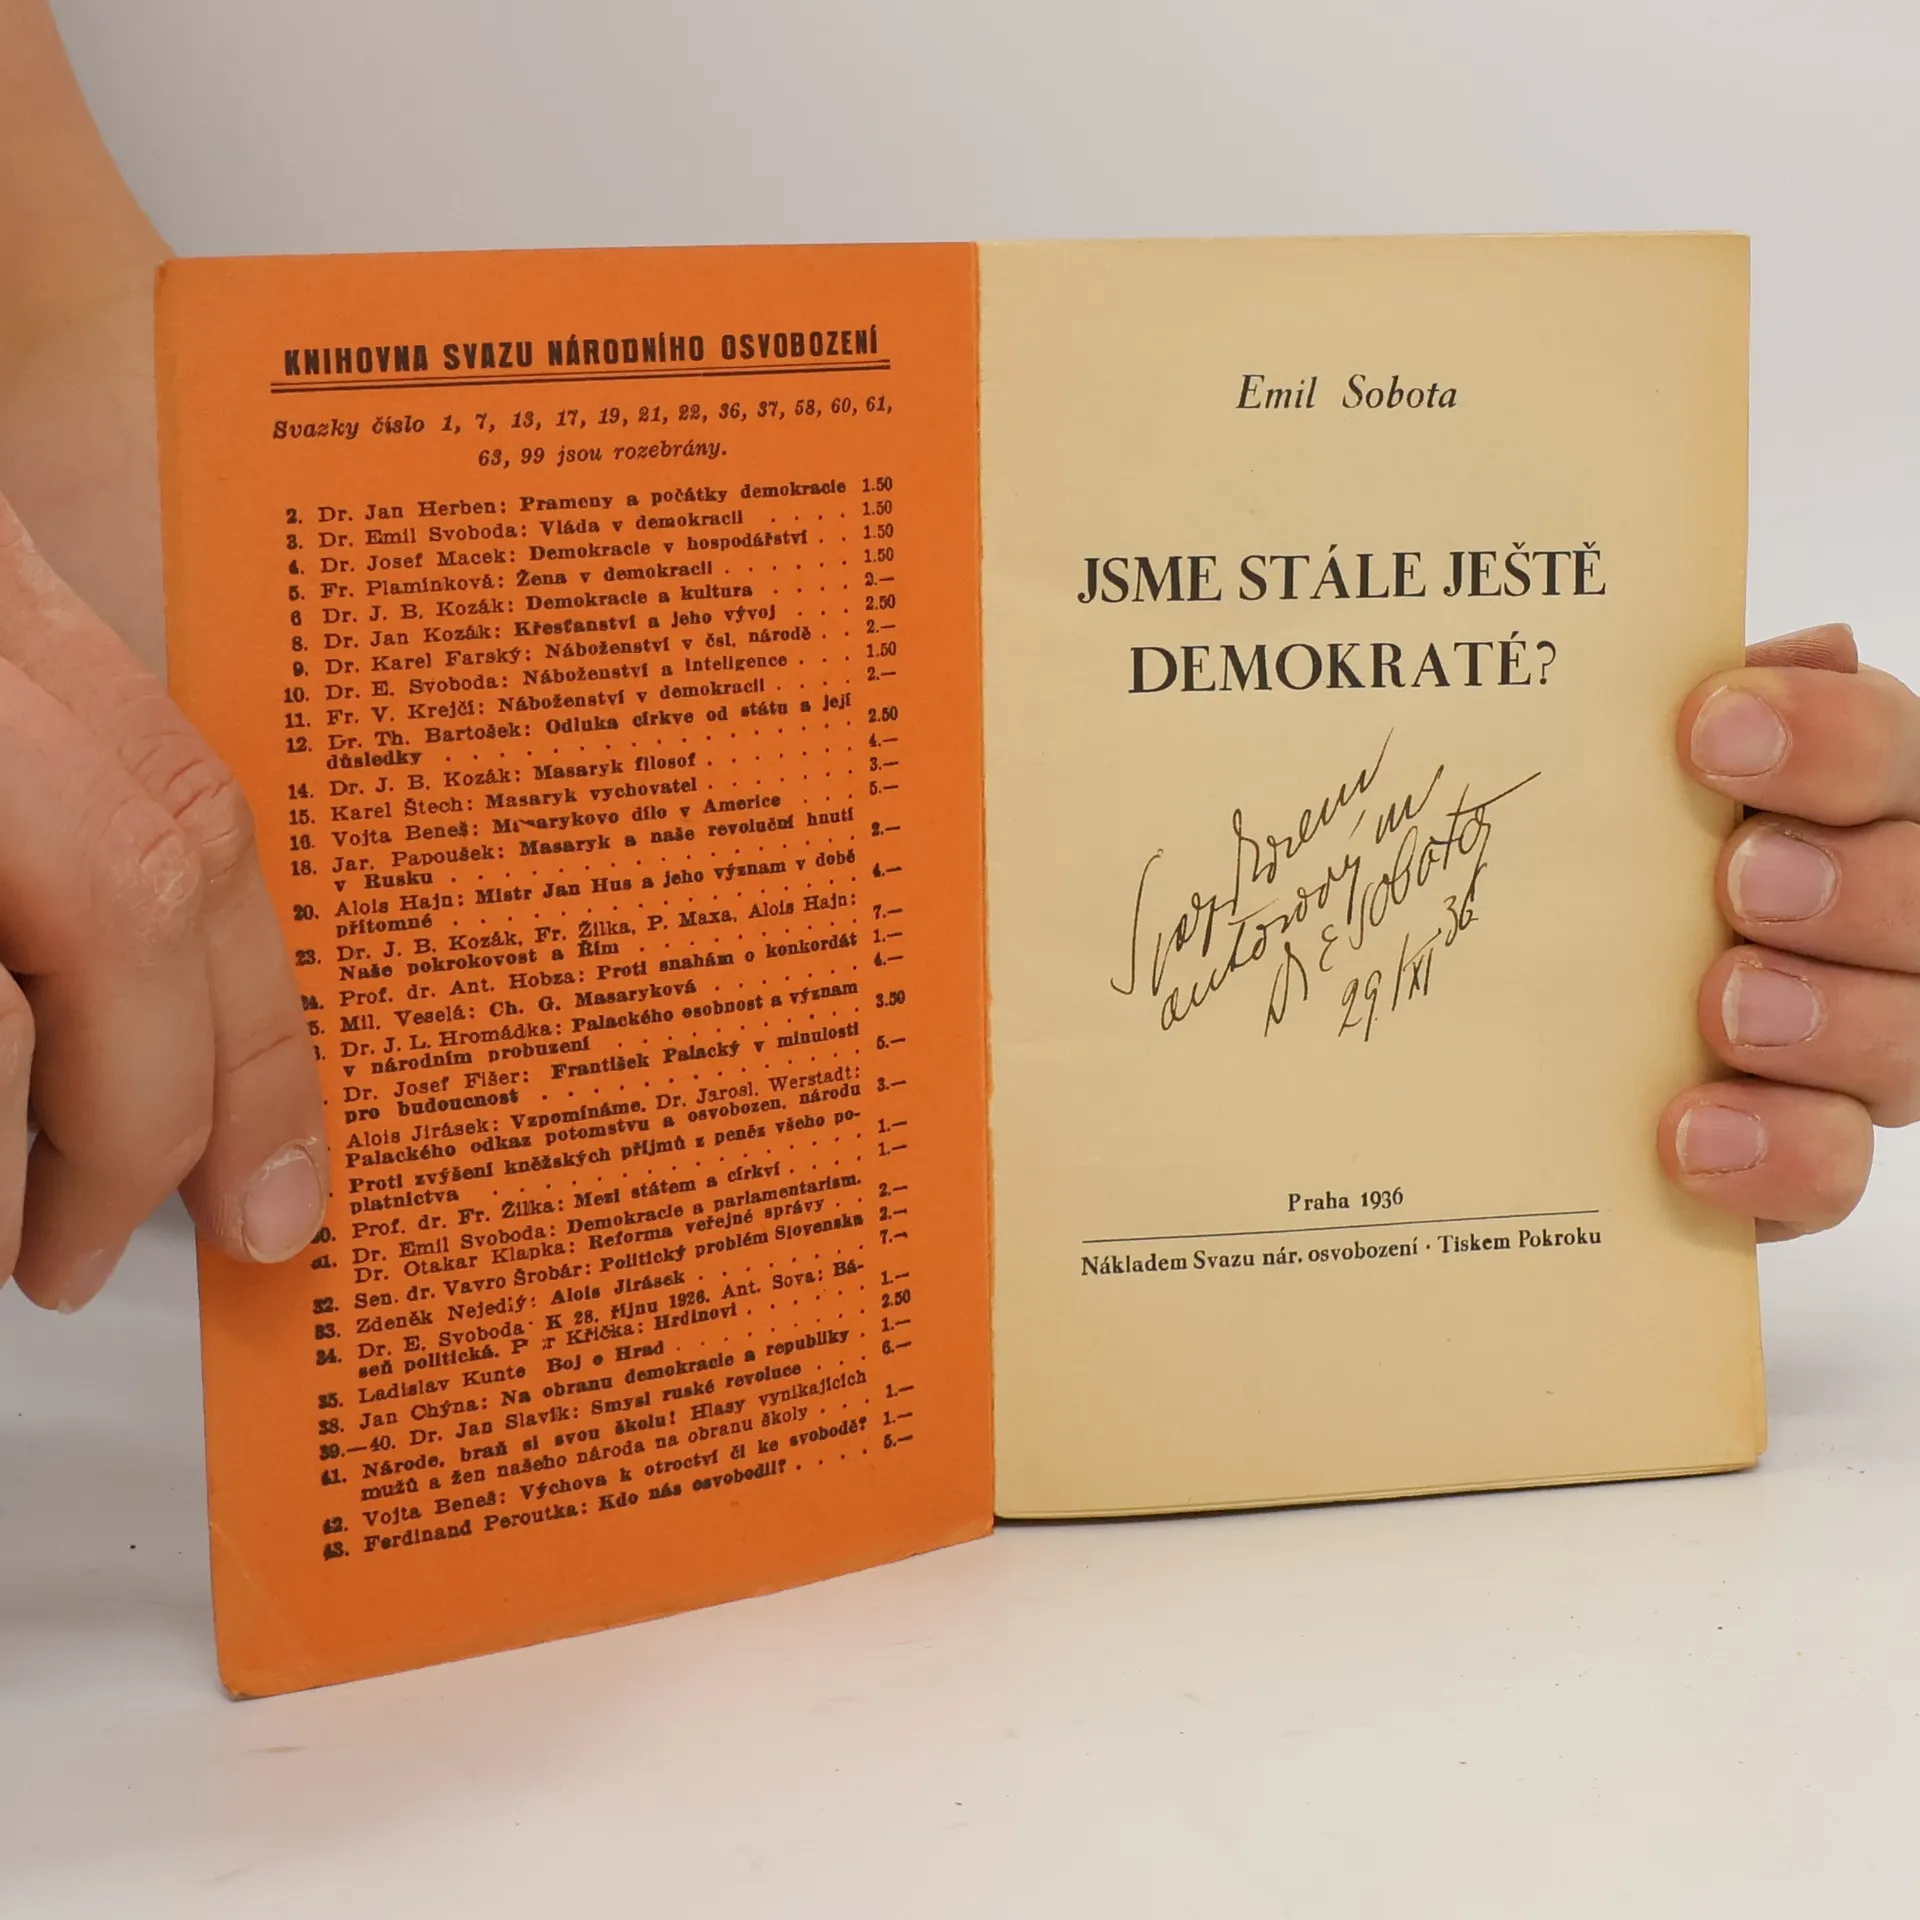 KNIHOVNA SVAZU NÁRODNÍHO OSVOBOZENÍ
Svazky číslo 1, 7, 13, 17, 19, 21, 22, 36, 37, 58, 60, 61,
63, 99 jsou rozebrány.
2. Dr. Jan Herben: Prameny a počátky demokracie 1.50
3. Dr. Emil Svoboda: Vláda v demokracii . . . . 1.50
4. Dr. Josef Macek: Demokracie v hospodářství . . 1.50
5. Fr. Plamínková: Žena v demokracii . . . . . . 1.50
6 Dr. J. B. Kozák: Demokracie a kultura . . . . 2.—
8. Dr. Jan Kozák: Křesťanství a jeho vývoj . . . 2.50
9. Dr. Karel Farský: Náboženství v čsl. národě . . 2.—
10. Dr. E. Svoboda: Náboženství a inteligence . . . 1.50
11. Fr. V. Krejčí: Náboženství v demokracii . . . . 2.—
12. Dr. Th. Bartošek: Odluka církve od státu a její
důsledky . . . . . . . . . . . . . . . 2.50
14. Dr. J. B. Kozák: Masaryk filosof . . . . . . . 4.—
15. Karel Štech: Masaryk vychovatel . . . . . . . 3.—
16. Vojta Beneš: Masarykovo dílo v Americe . . . 5.—
18. Jar. Papoušek: Masaryk a naše revoluční hnutí
v Rusku . . . . . . . . . . . . . . . 2.—
20. Alois Hajn: Mistr Jan Hus a jeho význam v době
přítomné . . . . . . . . . . . . . . . 4.—
23. Dr. J. B. Kozák, Fr. Žilka, P. Maxa, Alois Hajn:
Naše pokrokovost a Řím . . . . . . . . 7.—
24. Prof. dr. Ant. Hobza: Proti snahám o konkordát 1.—
5. Mil. Veselá: Ch. G. Masaryková . . . . . . . 4.—
. Dr. J. L. Hromádka: Palackého osobnost a význam
v národním probuzení . . . . . . . . . 3.50
. Dr. Josef Fišer: František Palacký v minulosti
pro budoucnost . . . . . . . . . . . . 5.—
Alois Jirásek: Vzpomínáme. Dr. Jarosl. Werstadt:
Palackého odkaz potomstvu a osvobozen. národu 3.—
. Proti zvýšení kněžských příjmů z peněz všeho po-
platnictva . . . . . . . . . . . . . . 1.—
30. Prof. dr. Fr. Žilka: Mezi státem a církví . . . . 1.—
31. Dr. Emil Svoboda: Demokracie a parlamentarism.
Dr. Otakar Klapka: Reforma veřejné správy . . 2.—
32. Sen. dr. Vavro Šrobár: Politický problém Slovenska 2.—
33. Zdeněk Nejedlý: Alois Jirásek . . . . . . . . 7.—
34. Dr. E. Svoboda: K 28. říjnu 1926. Ant. Sova: Bá-
seň politická. Petr Křička: Hrdinovi . . . . . . 1.—
35. Ladislav Kunte Boj o Hrad . . . . . . . . . 2.50
38. Jan Chýna: Na obranu demokracie a republiky . 1.—
39.—40. Dr. Jan Slavík: Smysl ruské revoluce . . . 6.—
41. Národe, braň si svou školu! Hlasy vynikajících
mužů a žen našeho národa na obranu školy . . . 1.—
42. Vojta Beneš: Výchova k otroctví či ke svobodě? 1.—
43. Ferdinand Peroutka: Kdo nás osvobodil? . . . . 5.—
Emil Sobota
JSME STÁLE JEŠTĚ
DEMOKRATÉ?
S pozdravem
autorovým
Dr E Sobota
29./XI 36
Praha 1936
Nákladem Svazu nár. osvobození · Tiskem Pokroku